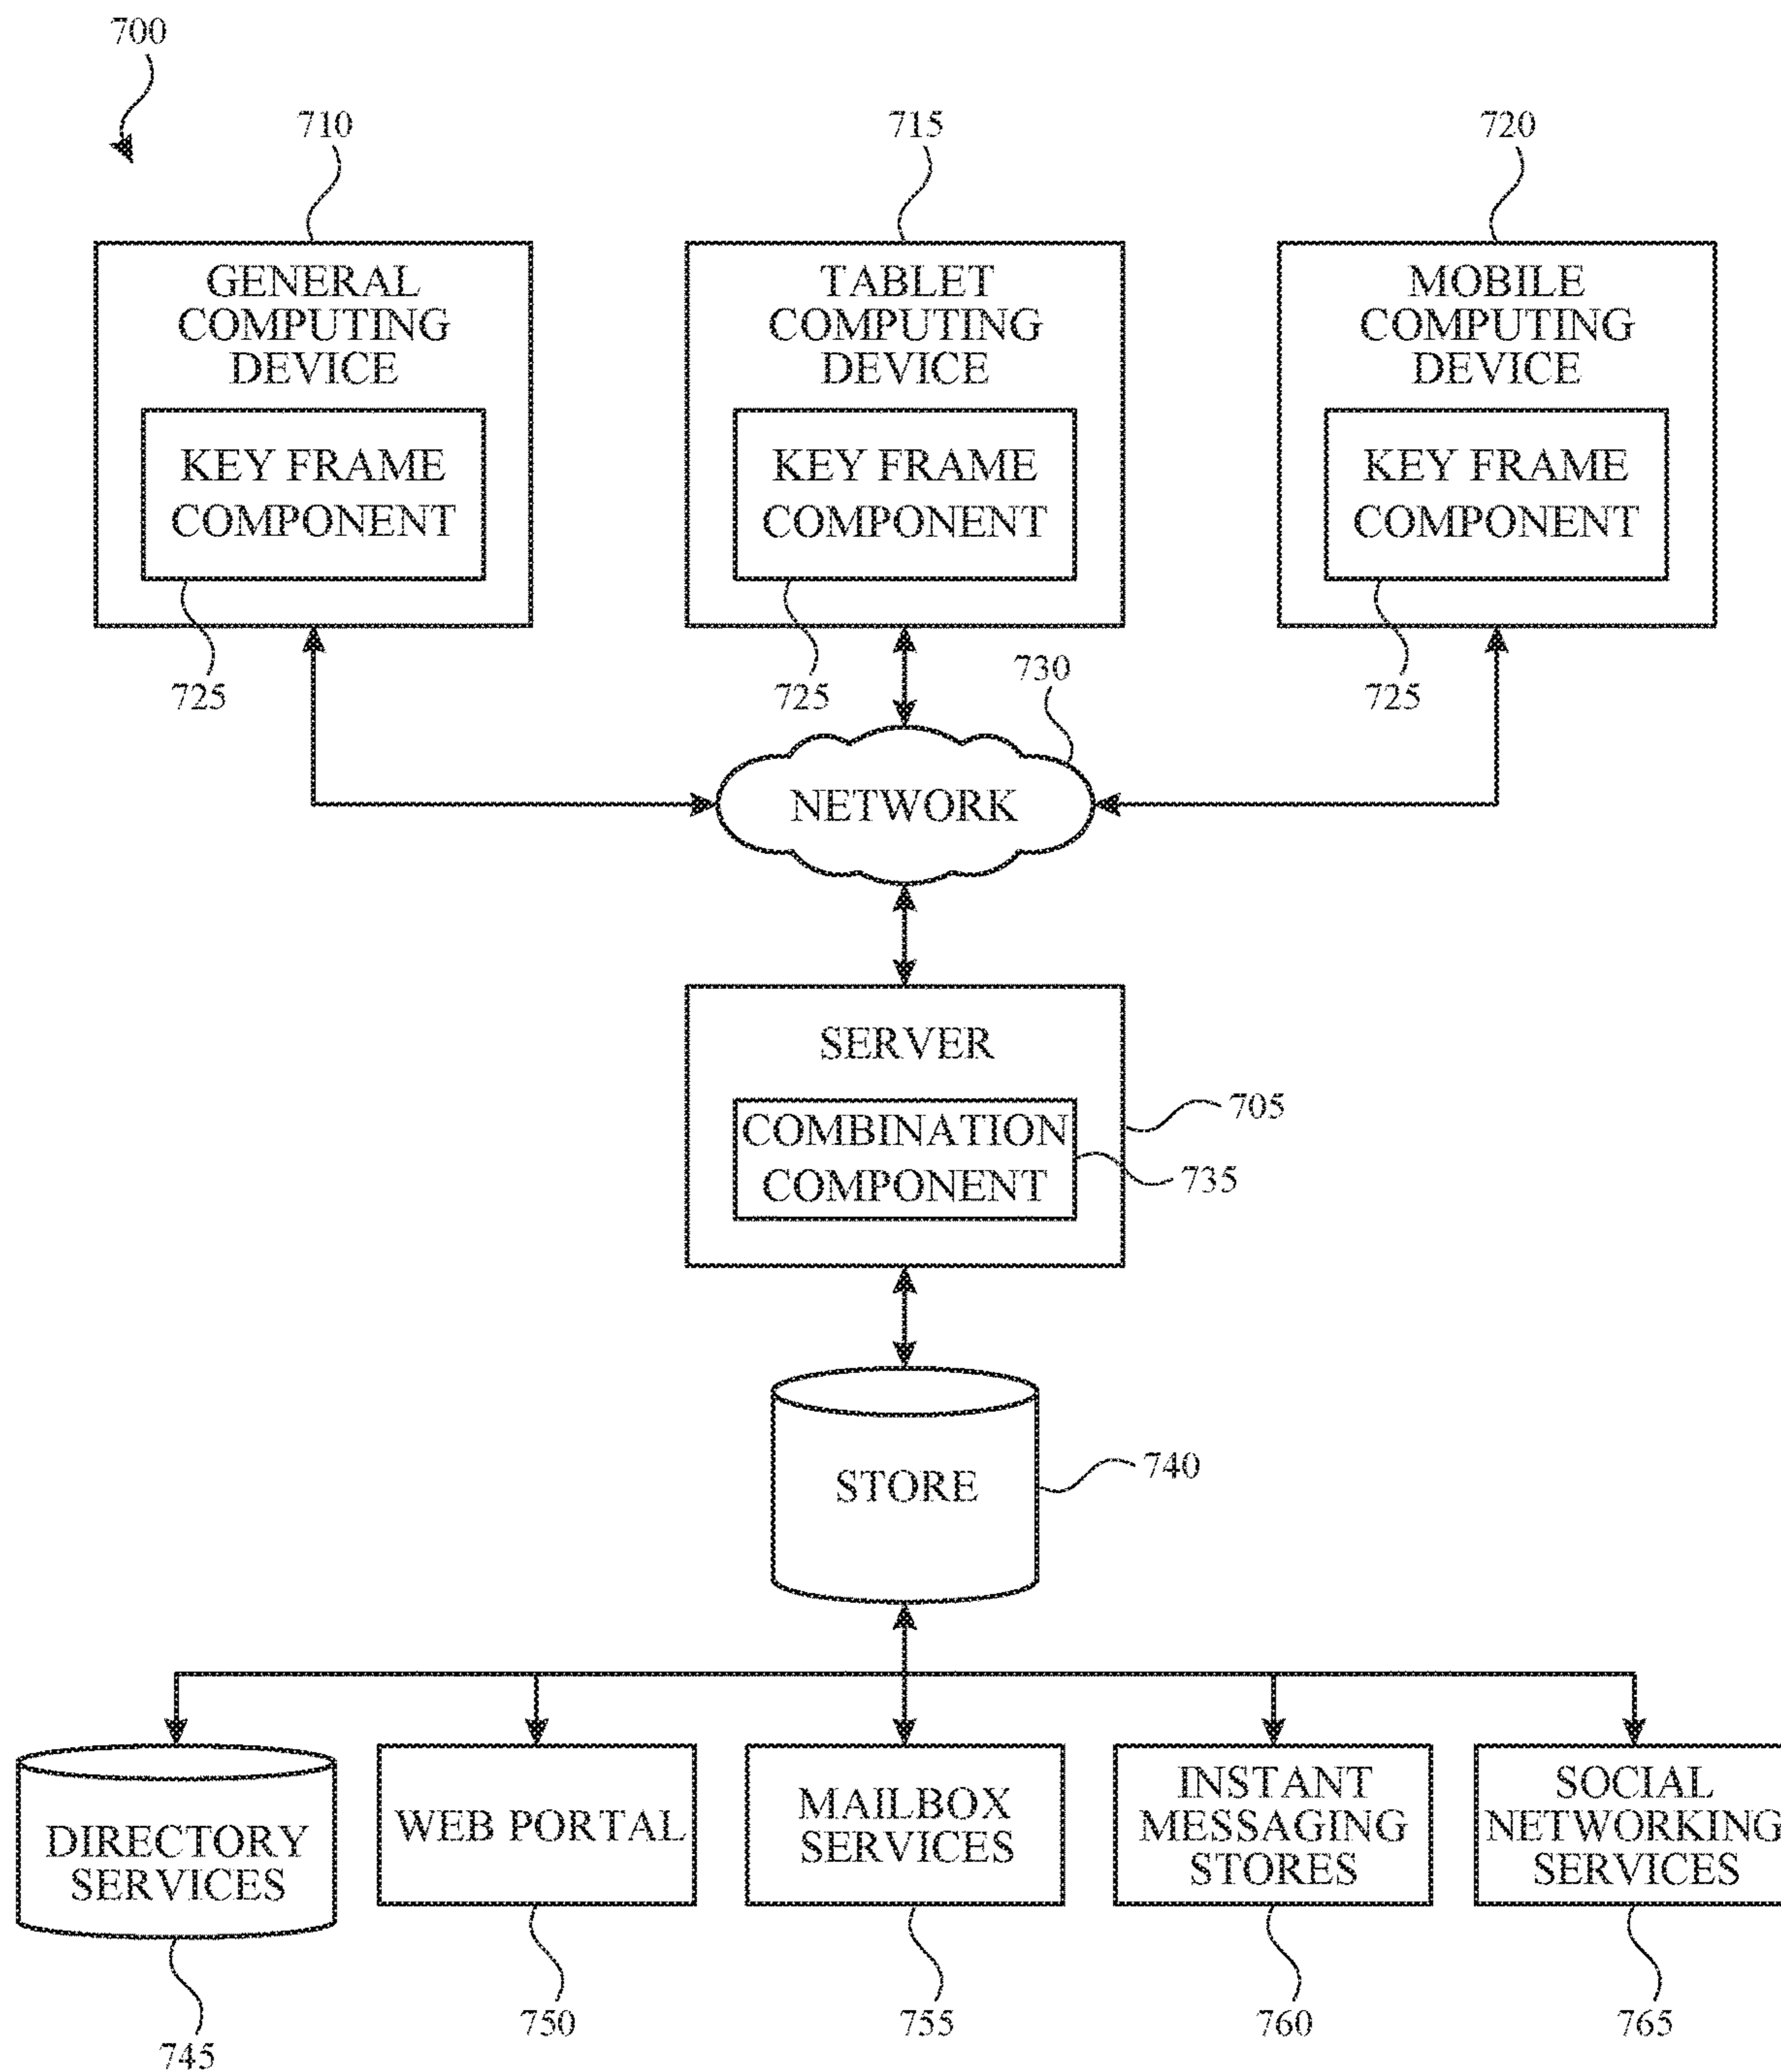 700
710
715
720
GENERAL
COMPUTING
DEVICE
KEY FRAME
COMPONENT
725
TABLET
COMPUTING
DEVICE
KEY FRAME
COMPONENT
725
MOBILE
COMPUTING
DEVICE
KEY FRAME
COMPONENT
725
730
NETWORK
SERVER
705
COMBINATION
COMPONENT
735
STORE
740
DIRECTORY
SERVICES
745
WEB PORTAL
750
MAILBOX
SERVICES
755
INSTANT
MESSAGING
STORES
760
SOCIAL
NETWORKING
SERVICES
765